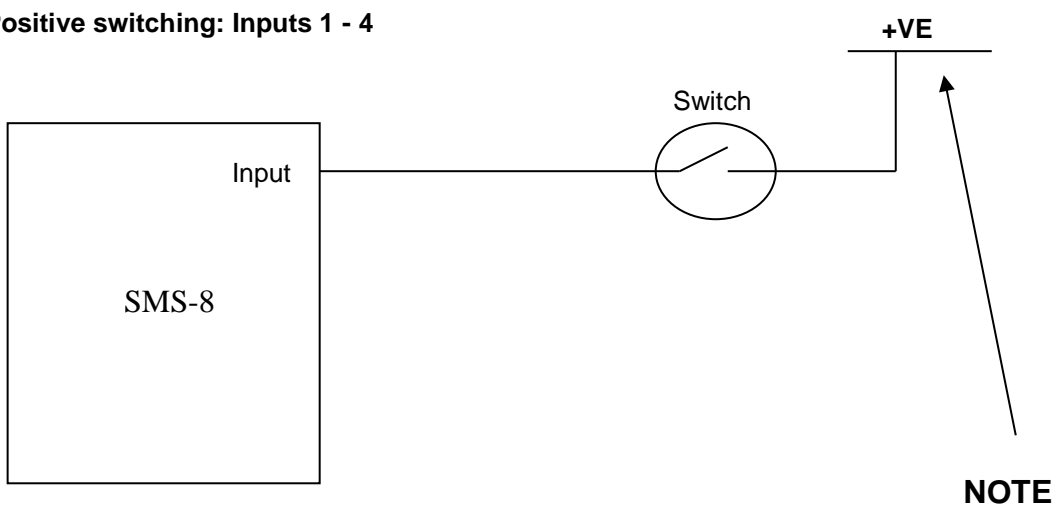 ositive switching: Inputs 1 - 4
+VE
Switch
Input
SMS-8
NOTE